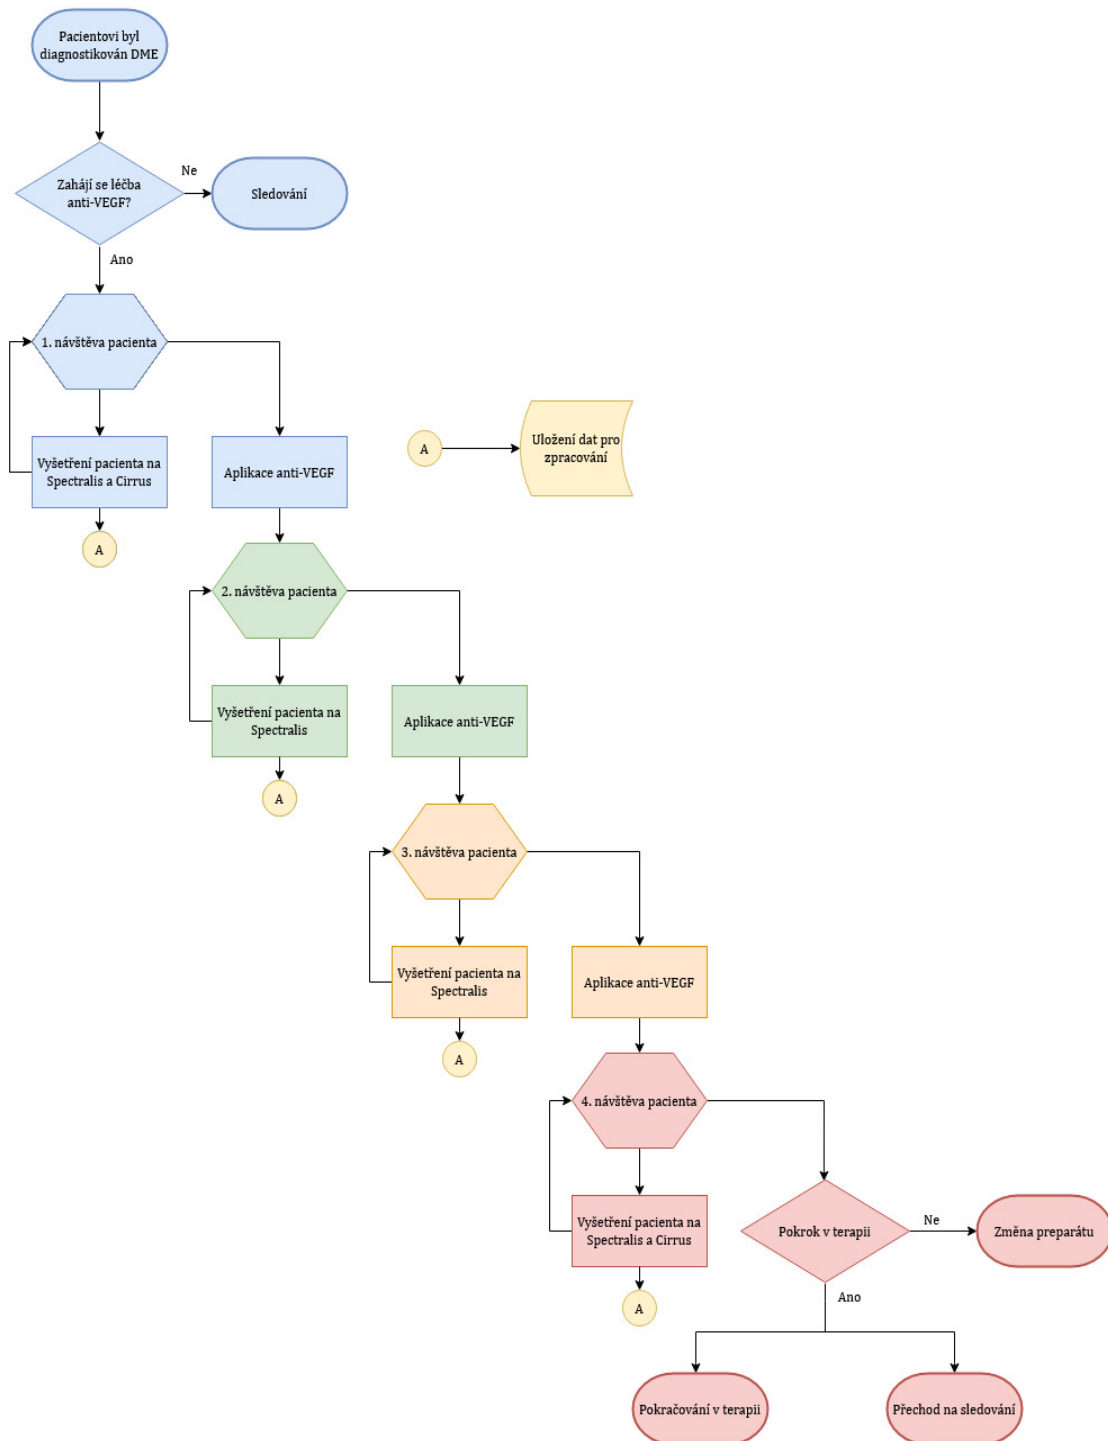 Pacientovi byl
diagnostikován DME
Zahájí se léčba
anti-VEGF?
Ne
Sledování
Ano
1. návštěva pacienta
Vyšetření pacienta na
Spectralis a Cirrus
Aplikace anti-VEGF
A
Uložení dat pro
zpracování
A
2. návštěva pacienta
Vyšetření pacienta na
Spectralis
Aplikace anti-VEGF
A
3. návštěva pacienta
Vyšetření pacienta na
Spectralis
Aplikace anti-VEGF
A
4. návštěva pacienta
Vyšetření pacienta na
Spectralis a Cirrus
Pokrok v terapii
Ne
Změna preparátu
A
Ano
Pokračování v terapii
Přechod na sledování